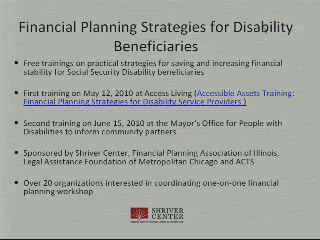 Financial Planning Strategies for Disability
Beneficiaries
• Free trainings on practical strategies for saving and increasing financial
stability for Social Security Disability beneficiaries
• First training on May 12, 2010 at Access Living (Accessible Assets Training:
Financial Planning Strategies for Disability Service Providers )
• Second training on June 15, 2010 at the Mayor's Office for People with
Disabilities to inform community partners
• Sponsored by Shriver Center, Financial Planning Association of Illinois,
Legal Assistance Foundation of Metropolitan Chicago and ACTS
• Over 20 organizations interested in coordinating one-on-one financial
planning workshop
SHRIVER
CENTER